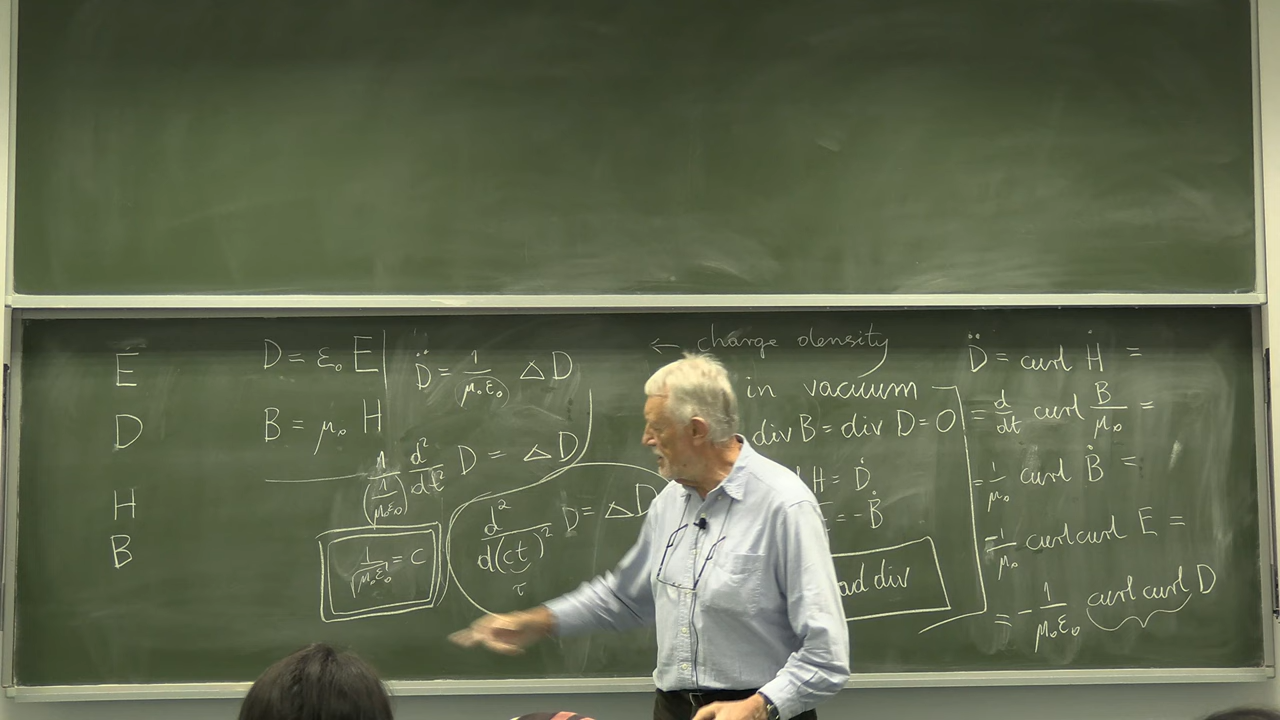 E
D
H
B
D = ε₀ E
B = μ₀ H
D̈ = 1/(μ₀ε₀) △ D
1/(1/μ₀ε₀) d²/dt² D = △ D
1/√μ₀ε₀ = c
d²/d(ct)² D = △ D
τ
← charge density
in vacuum
div B = div D = 0
H = Ḋ
E = - Ḃ
ad div
D̈ = curl Ḣ =
= d/dt curl B/μ₀ =
= 1/μ₀ curl Ḃ =
- 1/μ₀ curl curl E =
= - 1/μ₀ε₀ curl curl D